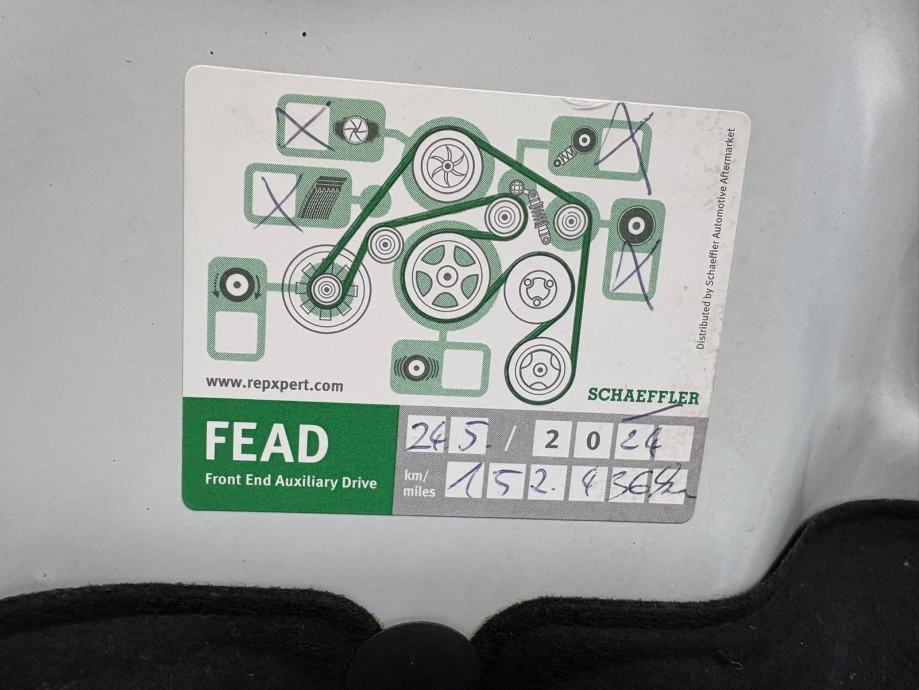 Distributed by Schaeffler Automotive Aftermarket
www.repxpert.com
SCHAEFFLER
FEAD
Front End Auxiliary Drive
24.5. / 2024
km/
miles
152.436 km